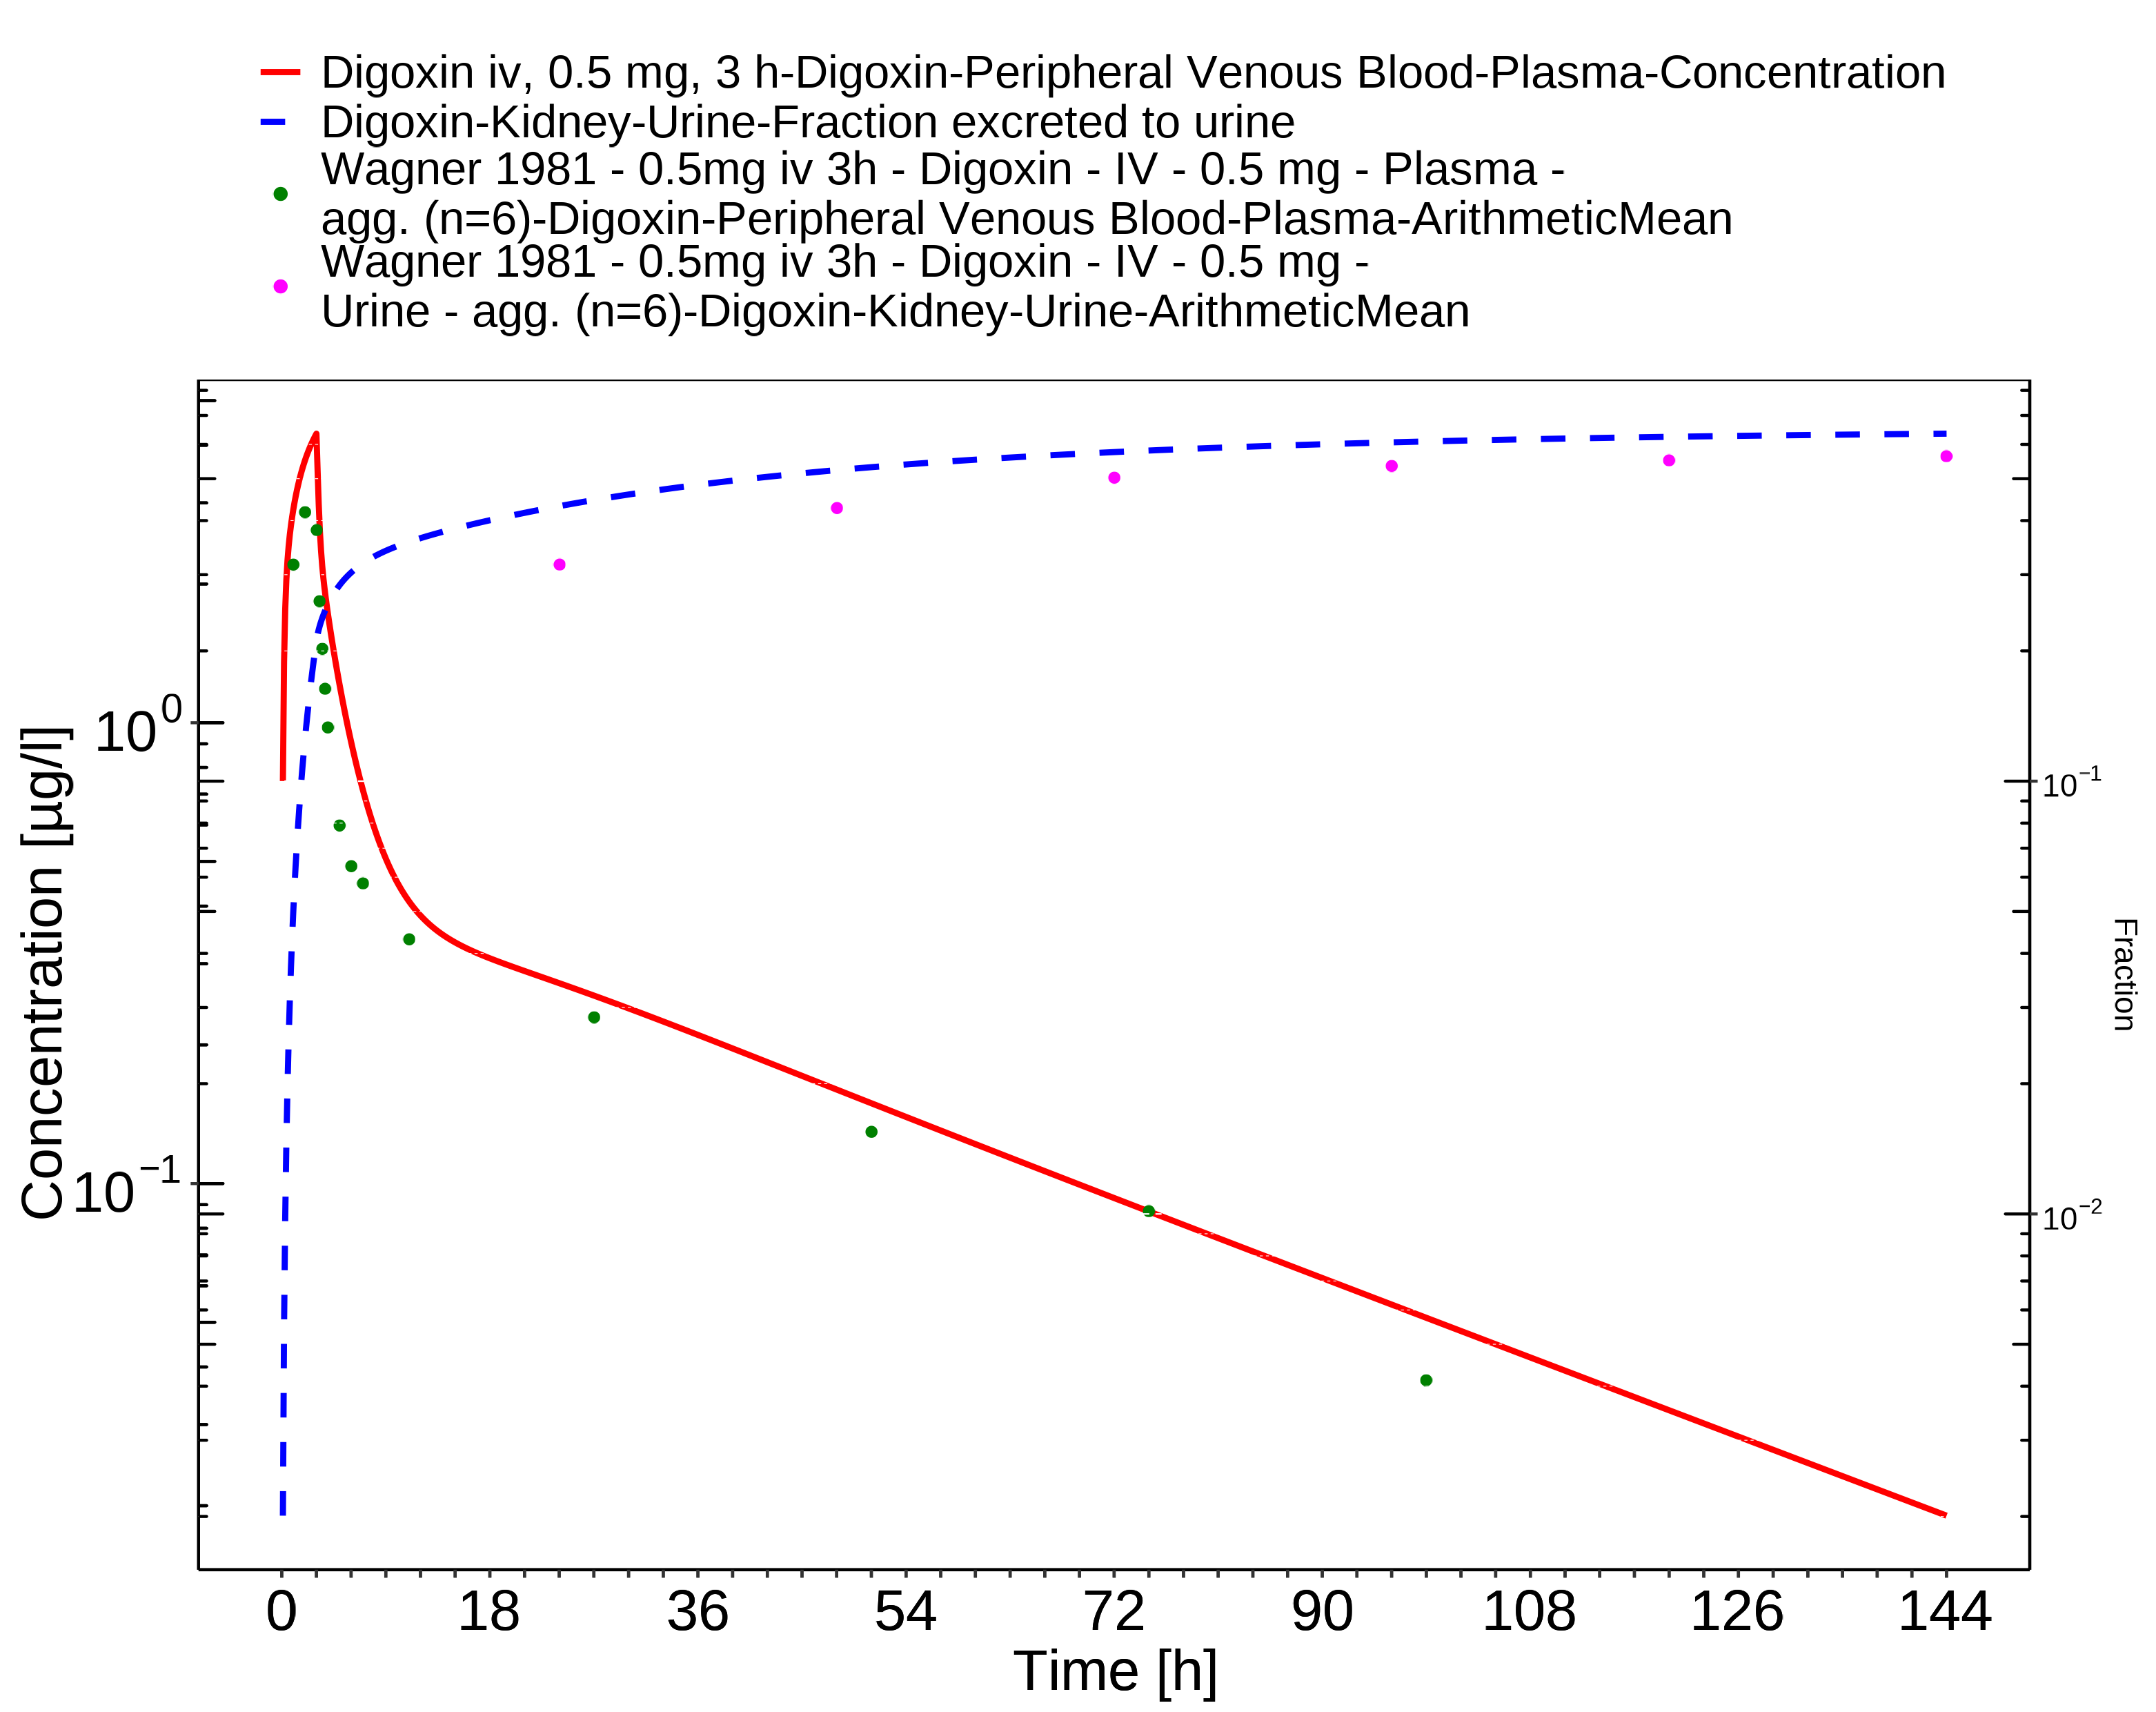 Digoxin iv, 0.5 mg, 3 h-Digoxin-Peripheral Venous Blood-Plasma-Concentration
Digoxin-Kidney-Urine-Fraction excreted to urine
Wagner 1981 - 0.5mg iv 3h - Digoxin - IV - 0.5 mg - Plasma -
agg. (n=6)-Digoxin-Peripheral Venous Blood-Plasma-ArithmeticMean
Wagner 1981 - 0.5mg iv 3h - Digoxin - IV - 0.5 mg -
Urine - agg. (n=6)-Digoxin-Kidney-Urine-ArithmeticMean
Concentration [µg/l]
10⁰
10⁻¹
10⁻¹
10⁻²
Fraction
0 18 36 54 72 90 108 126 144
Time [h]